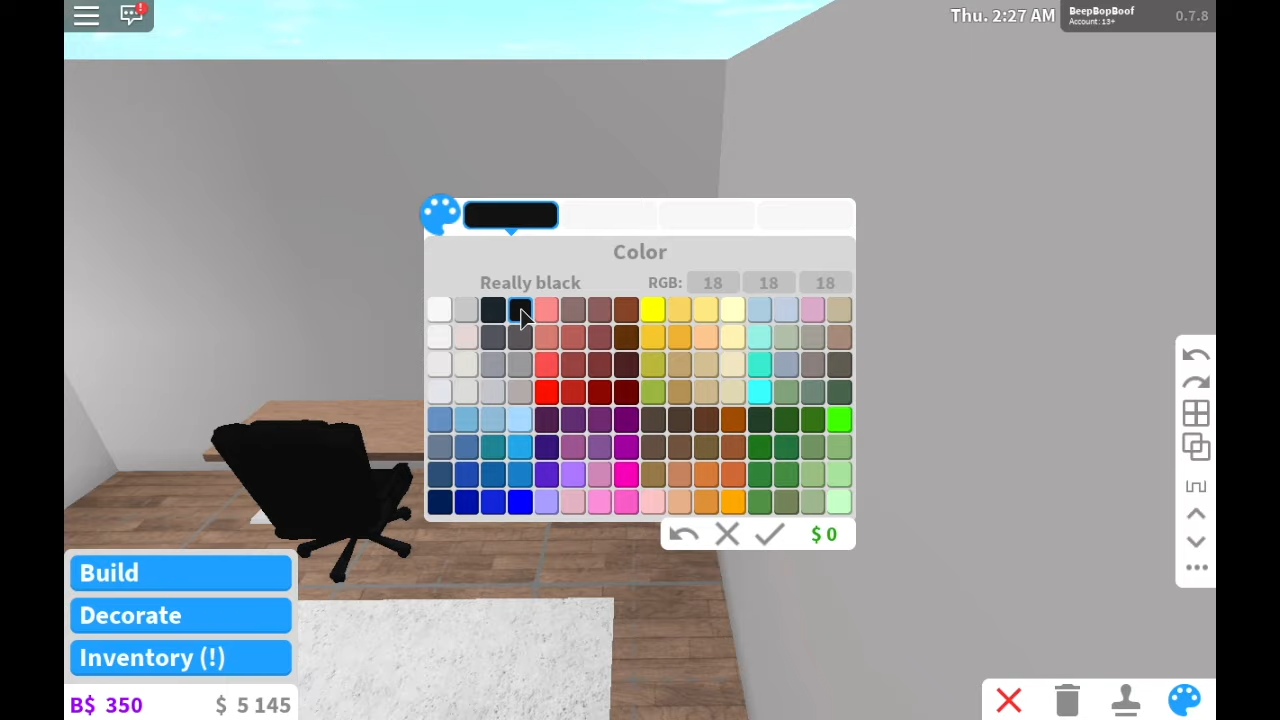 Thu. 2:27 AM
BeepBopBoof
Account: 13+
0.7.8
Color
Really black
RGB: 18 18 18
$ 0
Build
Decorate
Inventory (!)
B$ 350
$ 5 145